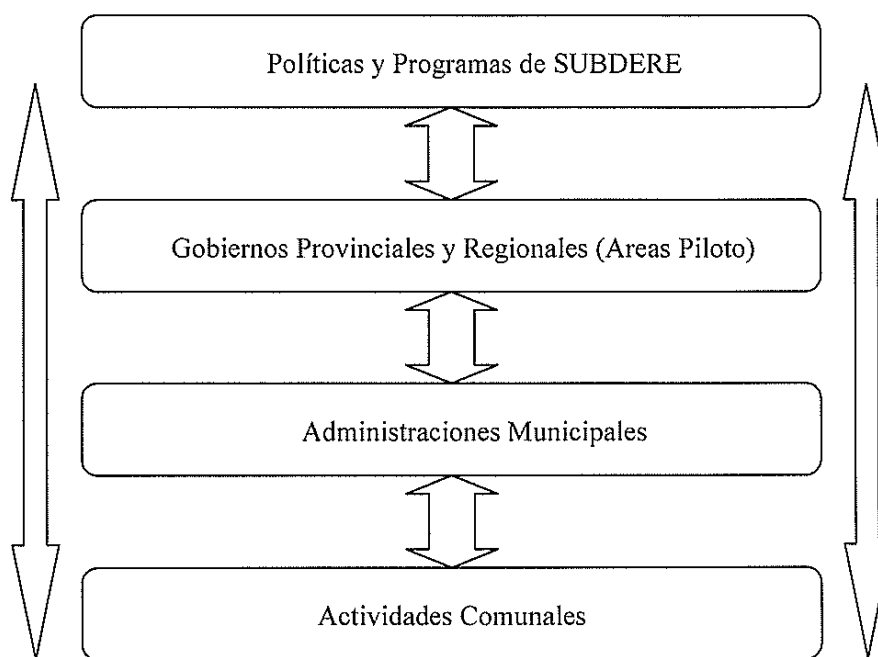 Políticas y Programas de SUBDERE
Gobiernos Provinciales y Regionales (Areas Piloto)
Administraciones Municipales
Actividades Comunales